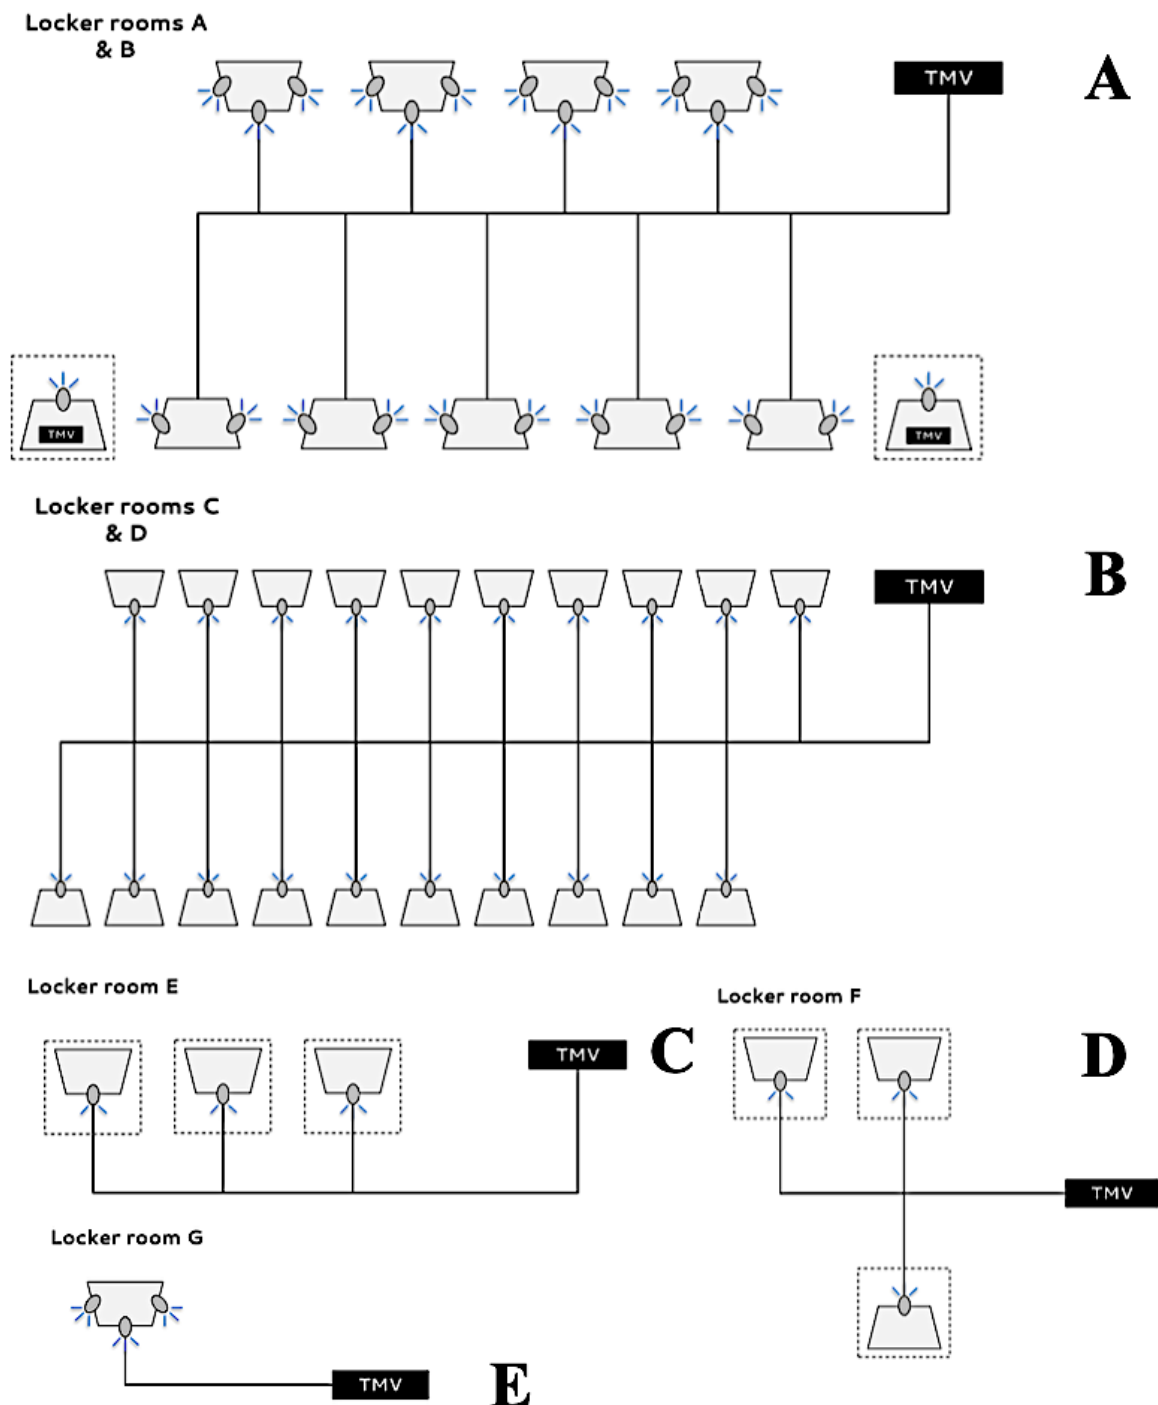 Locker rooms A
& B
TMV
A
TMV
TMV
Locker rooms C
& D
TMV
B
Locker room E
TMV
C
Locker room F
D
TMV
Locker room G
TMV
E